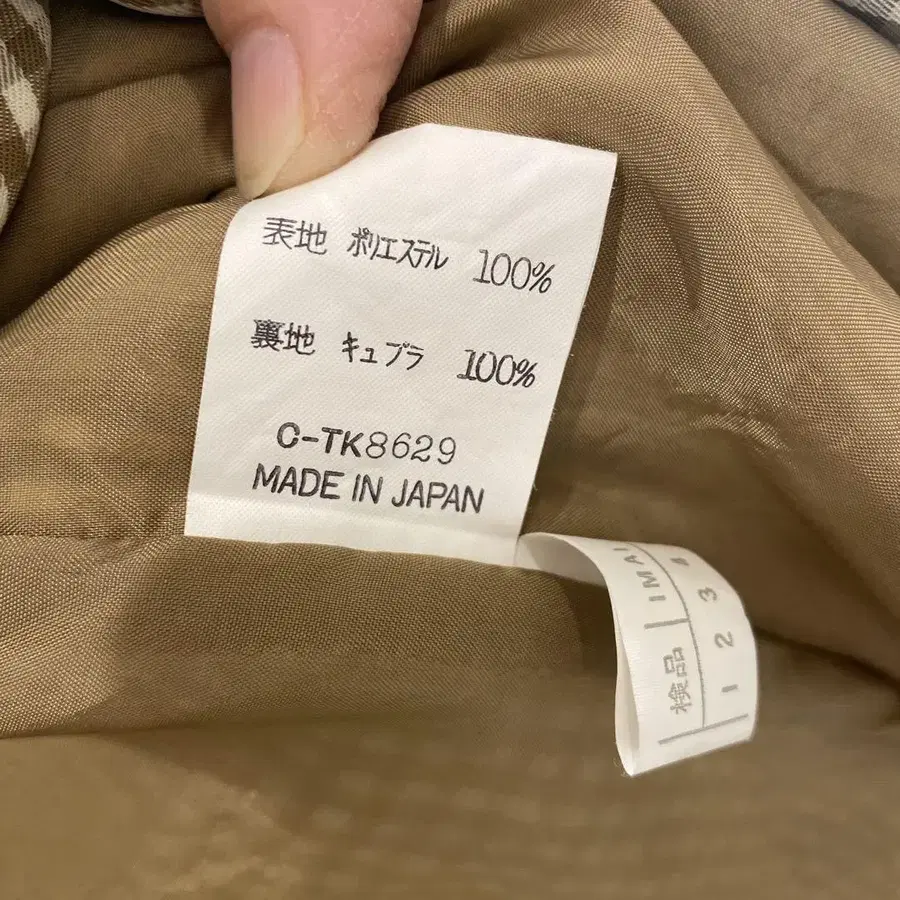 表地 ポリエステル 100%
裏地 キュプラ 100%
C-TK8629
MADE IN JAPAN
検品
1 2 3